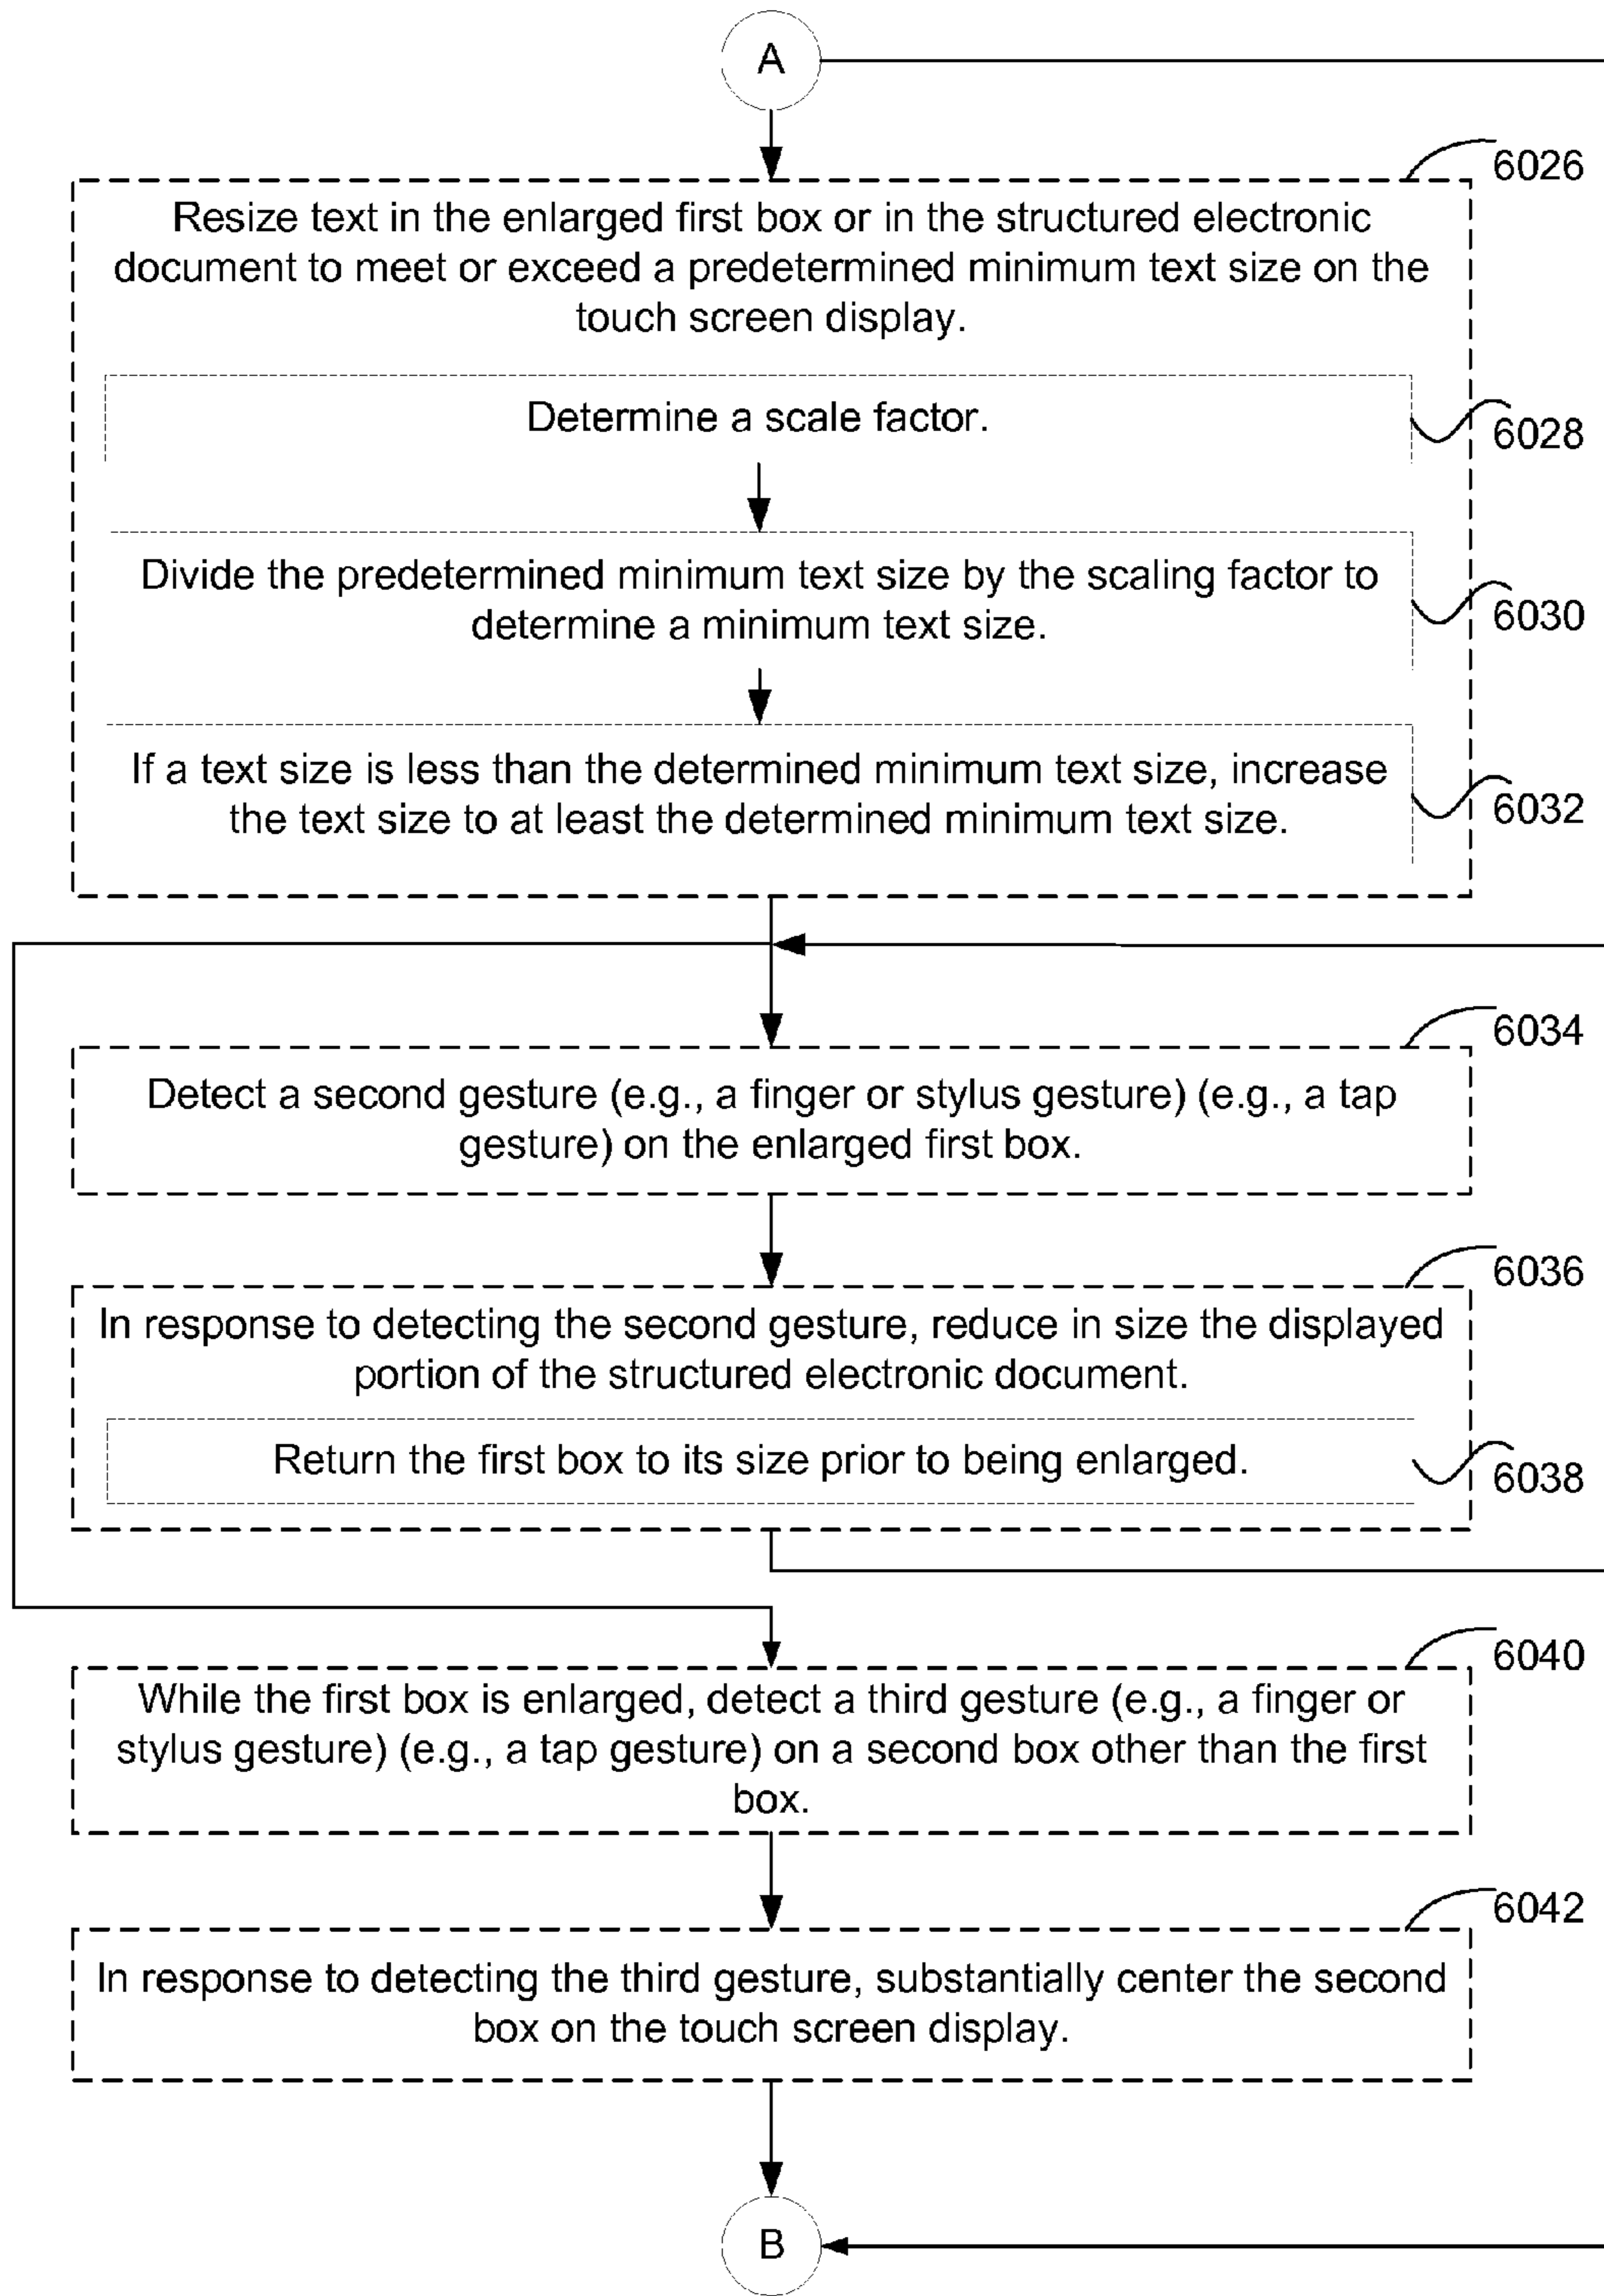 A
6026
Resize text in the enlarged first box or in the structured electronic
document to meet or exceed a predetermined minimum text size on the
touch screen display.
Determine a scale factor.
6028
Divide the predetermined minimum text size by the scaling factor to
determine a minimum text size.
6030
If a text size is less than the determined minimum text size, increase
the text size to at least the determined minimum text size.
6032
6034
Detect a second gesture (e.g., a finger or stylus gesture) (e.g., a tap
gesture) on the enlarged first box.
6036
In response to detecting the second gesture, reduce in size the displayed
portion of the structured electronic document.
Return the first box to its size prior to being enlarged.
6038
6040
While the first box is enlarged, detect a third gesture (e.g., a finger or
stylus gesture) (e.g., a tap gesture) on a second box other than the first
box.
6042
In response to detecting the third gesture, substantially center the second
box on the touch screen display.
B